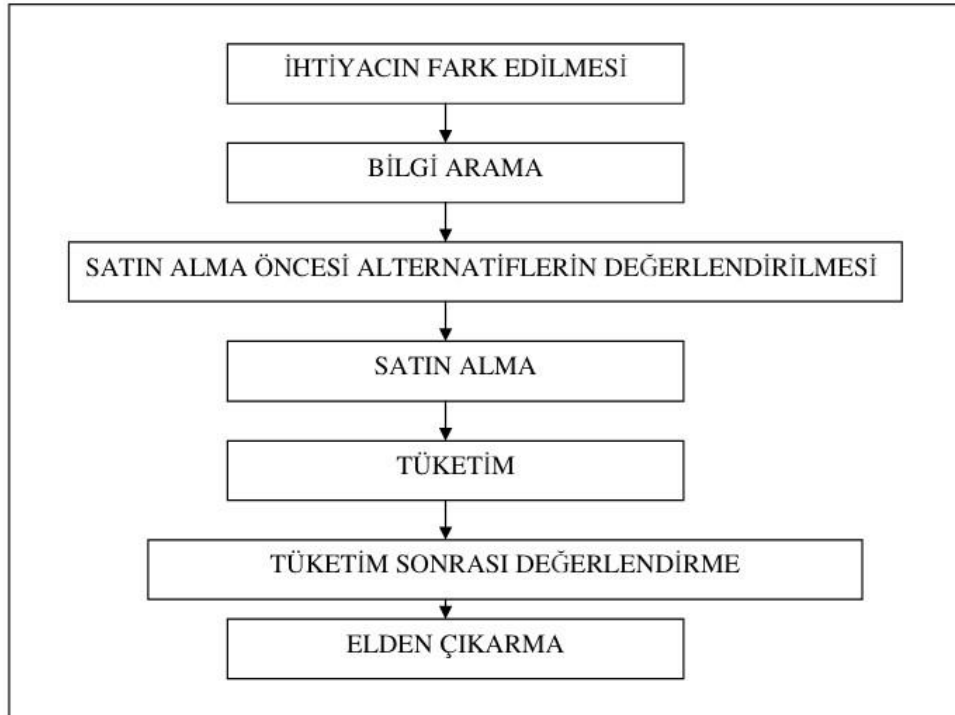 İHTİYACIN FARK EDİLMESİ
BİLGİ ARAMA
SATIN ALMA ÖNCESİ ALTERNATİFLERİN DEĞERLENDİRİLMESİ
SATIN ALMA
TÜKETİM
TÜKETİM SONRASI DEĞERLENDİRME
ELDEN ÇIKARMA